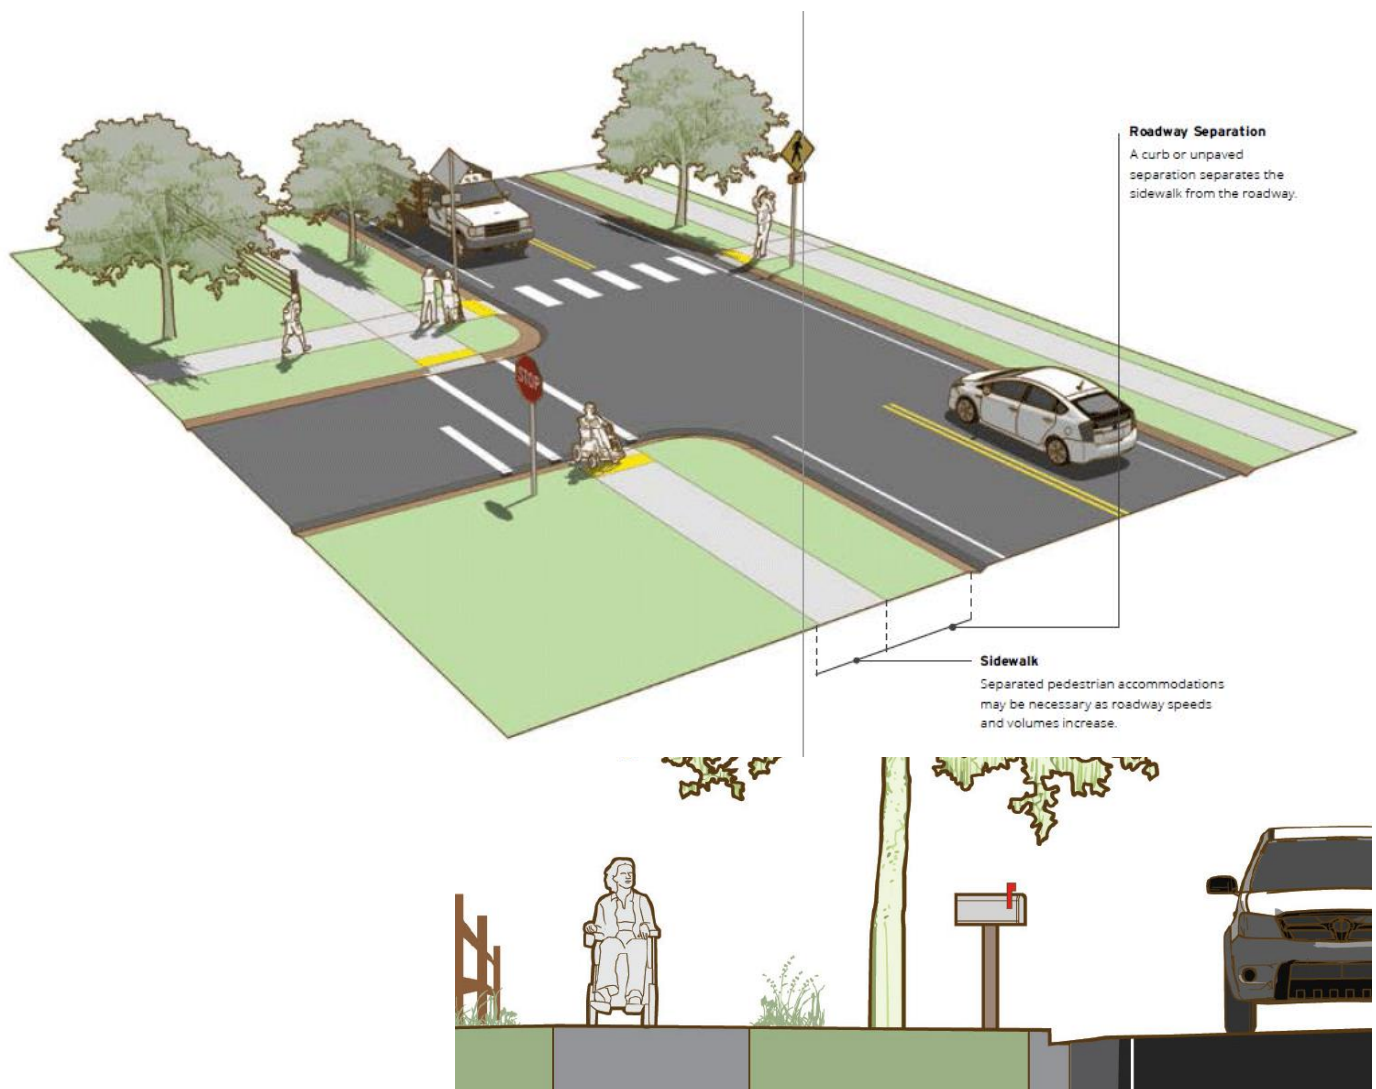 Roadway Separation
A curb or unpaved
separation separates the
sidewalk from the roadway.
STOP
Sidewalk
Separated pedestrian accommodations
may be necessary as roadway speeds
and volumes increase.